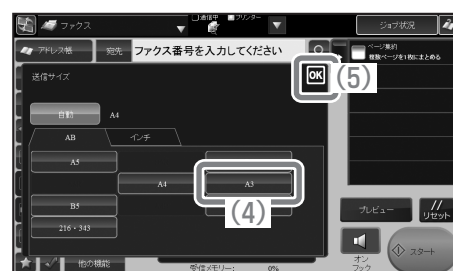 ファクス
送信中
プリンター
ジョブ状況
アドレス帳
宛先
ファクス番号を入力してください
ページ集約
複数ページを1枚にまとめる
送信サイズ
OK
(5)
自動
A4
AB
インチ
A5
A4
A3
(4)
B5
216・343
プレビュー
リセット
オン
フック
スタート
他の機能
受信メモリー:
0%